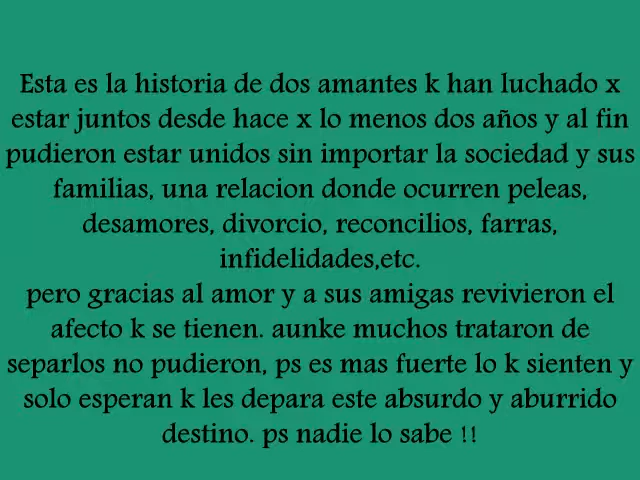 Esta es la historia de dos amantes k han luchado x
estar juntos desde hace x lo menos dos años y al fin
pudieron estar unidos sin importar la sociedad y sus
familias, una relacion donde ocurren peleas,
desamores, divorcio, reconcilios, farras,
infidelidades,etc.
pero gracias al amor y a sus amigas revivieron el
afecto k se tienen. aunke muchos trataron de
separlos no pudieron, ps es mas fuerte lo k sienten y
solo esperan k les depara este absurdo y aburrido
destino. ps nadie lo sabe !!